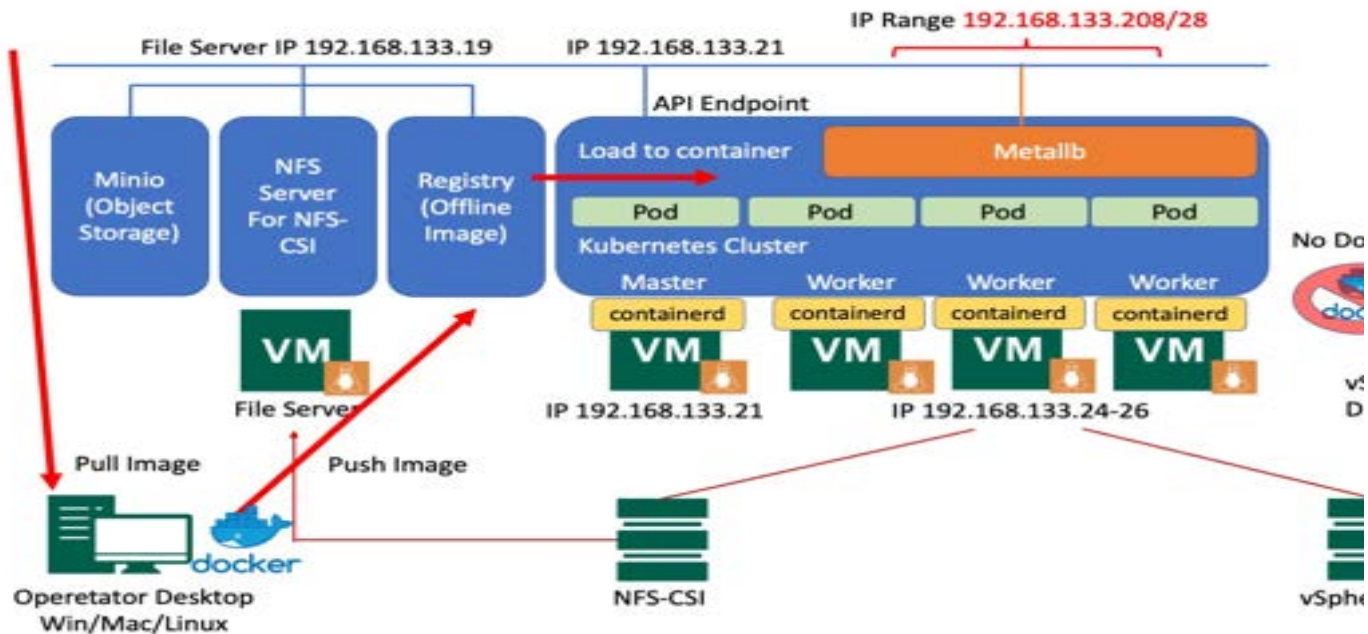 IP Range 192.168.133.208/28
File Server IP 192.168.133.19
IP 192.168.133.21
API Endpoint
Minio
(Object
Storage)
NFS
Server
For NFS-
CSI
Registry
(Offline
Image)
Load to container
Metallb
Pod
Pod
Pod
Pod
Kubernetes Cluster
Master
Worker
Worker
Worker
containerd
containerd
containerd
containerd
VM
VM
VM
VM
VM
File Server
IP 192.168.133.21
IP 192.168.133.24-26
No
Pull Image
Push Image
docker
Operetator Desktop
Win/Mac/Linux
NFS-CSI